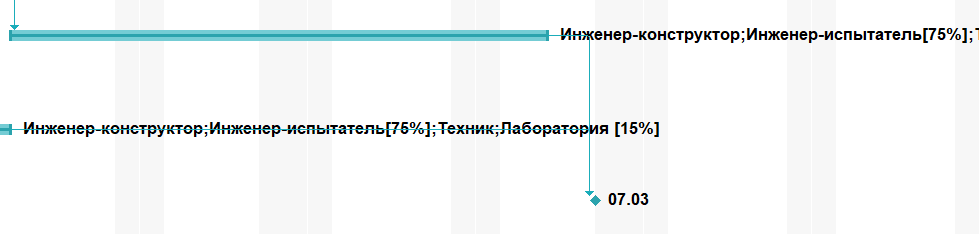 Инженер-конструктор;Инженер-испытатель[75%];Т
Инженер-конструктор;Инженер-испытатель[75%];Техник;Лаборатория [15%]
07.03